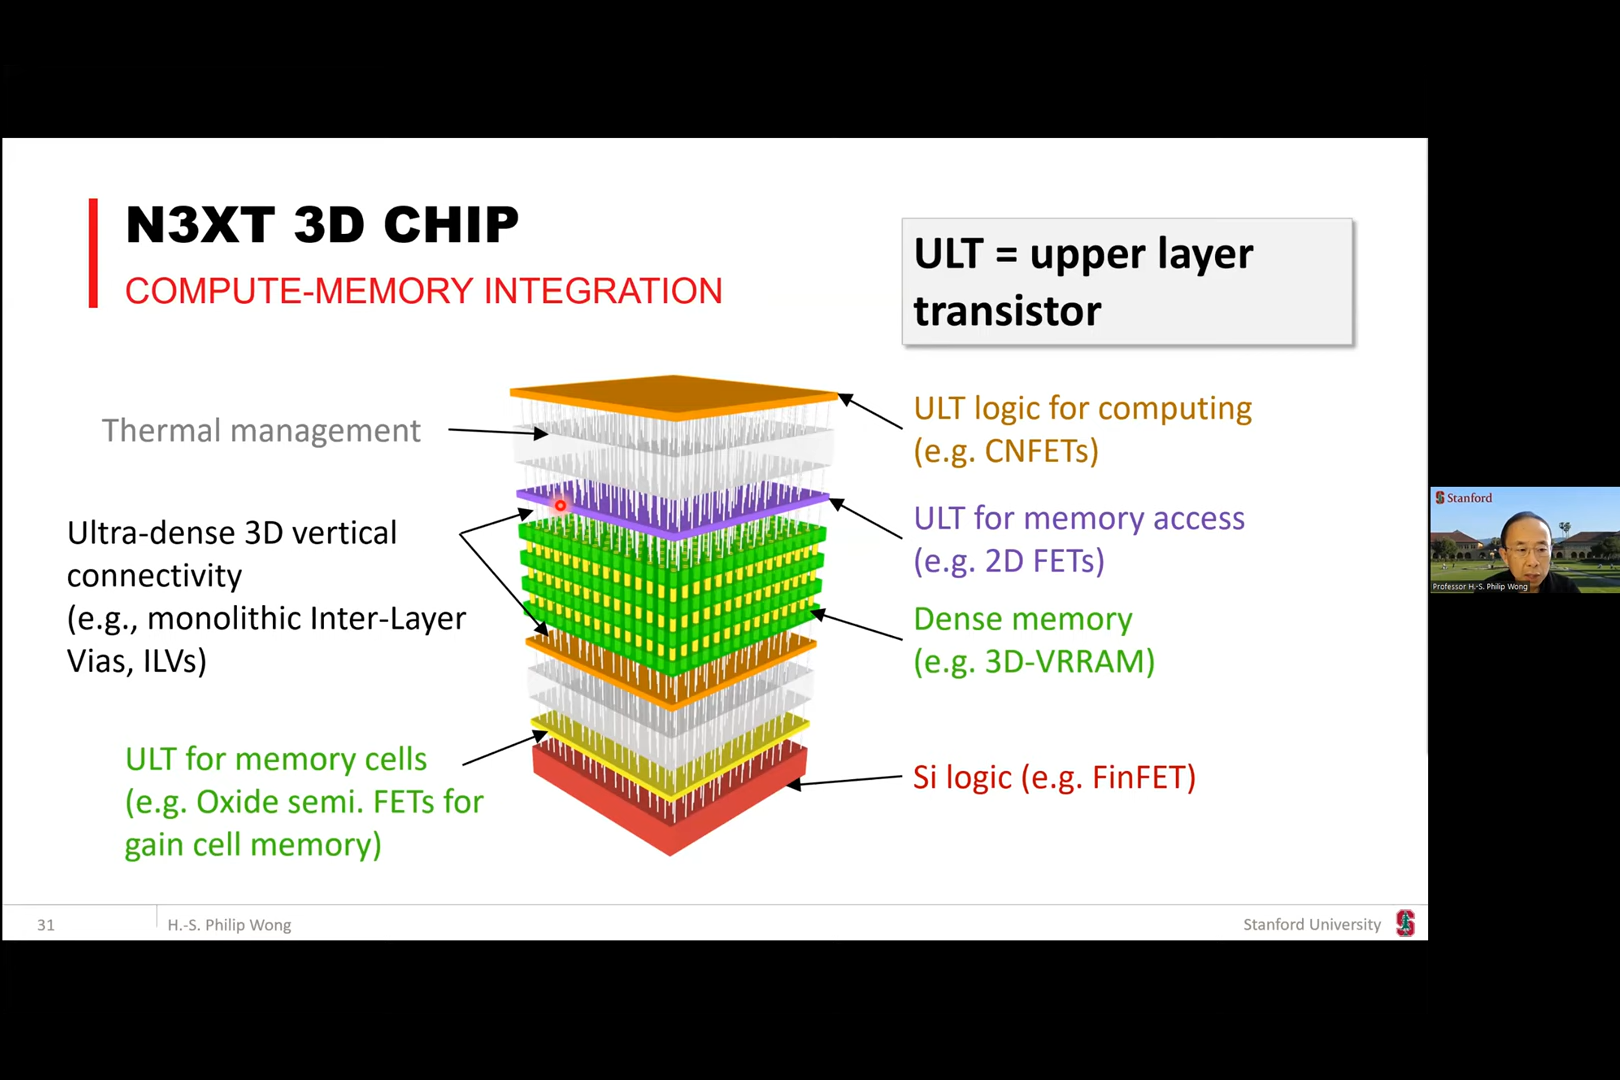 N3XT 3D CHIP
COMPUTE-MEMORY INTEGRATION
ULT = upper layer
transistor
Thermal management
Ultra-dense 3D vertical
connectivity
(e.g., monolithic Inter-Layer
Vias, ILVs)
ULT for memory cells
(e.g. Oxide semi. FETs for
gain cell memory)
ULT logic for computing
(e.g. CNFETs)
ULT for memory access
(e.g. 2D FETs)
Dense memory
(e.g. 3D-VRRAM)
Si logic (e.g. FinFET)
31
H.-S. Philip Wong
Stanford University
S Stanford
Professor H.-S. Philip Wong